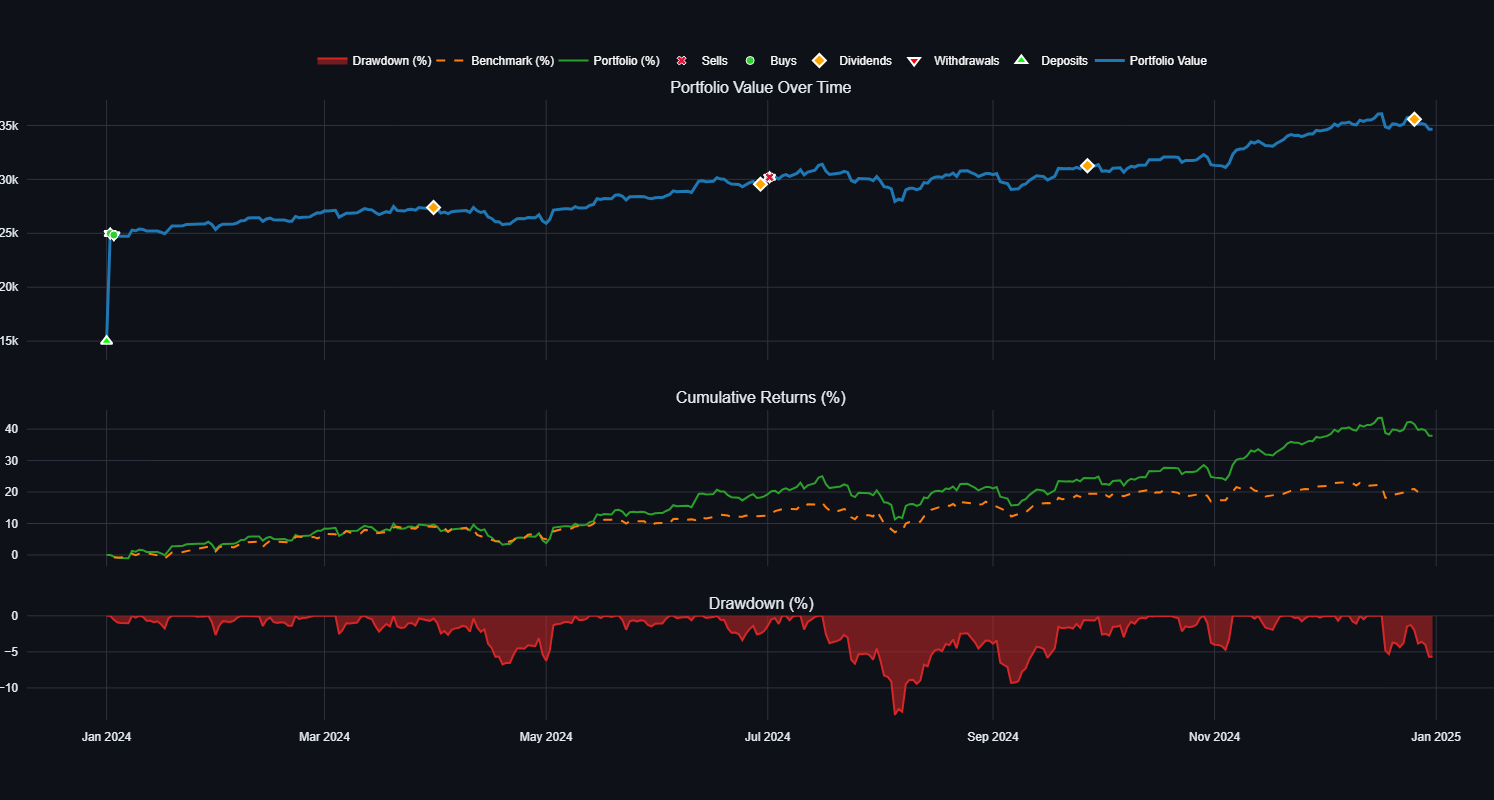 Drawdown (%) Benchmark (%) Portfolio (%) Sells Buys Dividends Withdrawals Deposits Portfolio Value
Portfolio Value Over Time
35k
30k
25k
20k
15k
Cumulative Returns (%)
40
30
20
10
0
Drawdown (%)
0
−5
−10
Jan 2024 Mar 2024 May 2024 Jul 2024 Sep 2024 Nov 2024 Jan 2025